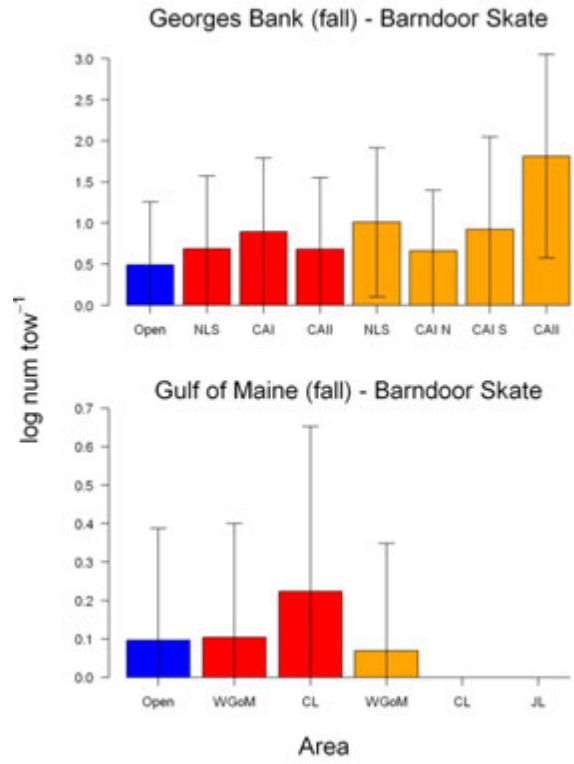 Georges Bank (fall) - Barndoor Skate
3.0
2.5
2.0
1.5
1.0
0.5
0.0
Open NLS CAI CAII NLS CAI N CAI S CAII
log num tow⁻¹
Gulf of Maine (fall) - Barndoor Skate
0.7
0.6
0.5
0.4
0.3
0.2
0.1
0.0
Open WGoM CL WGoM CL JL
Area